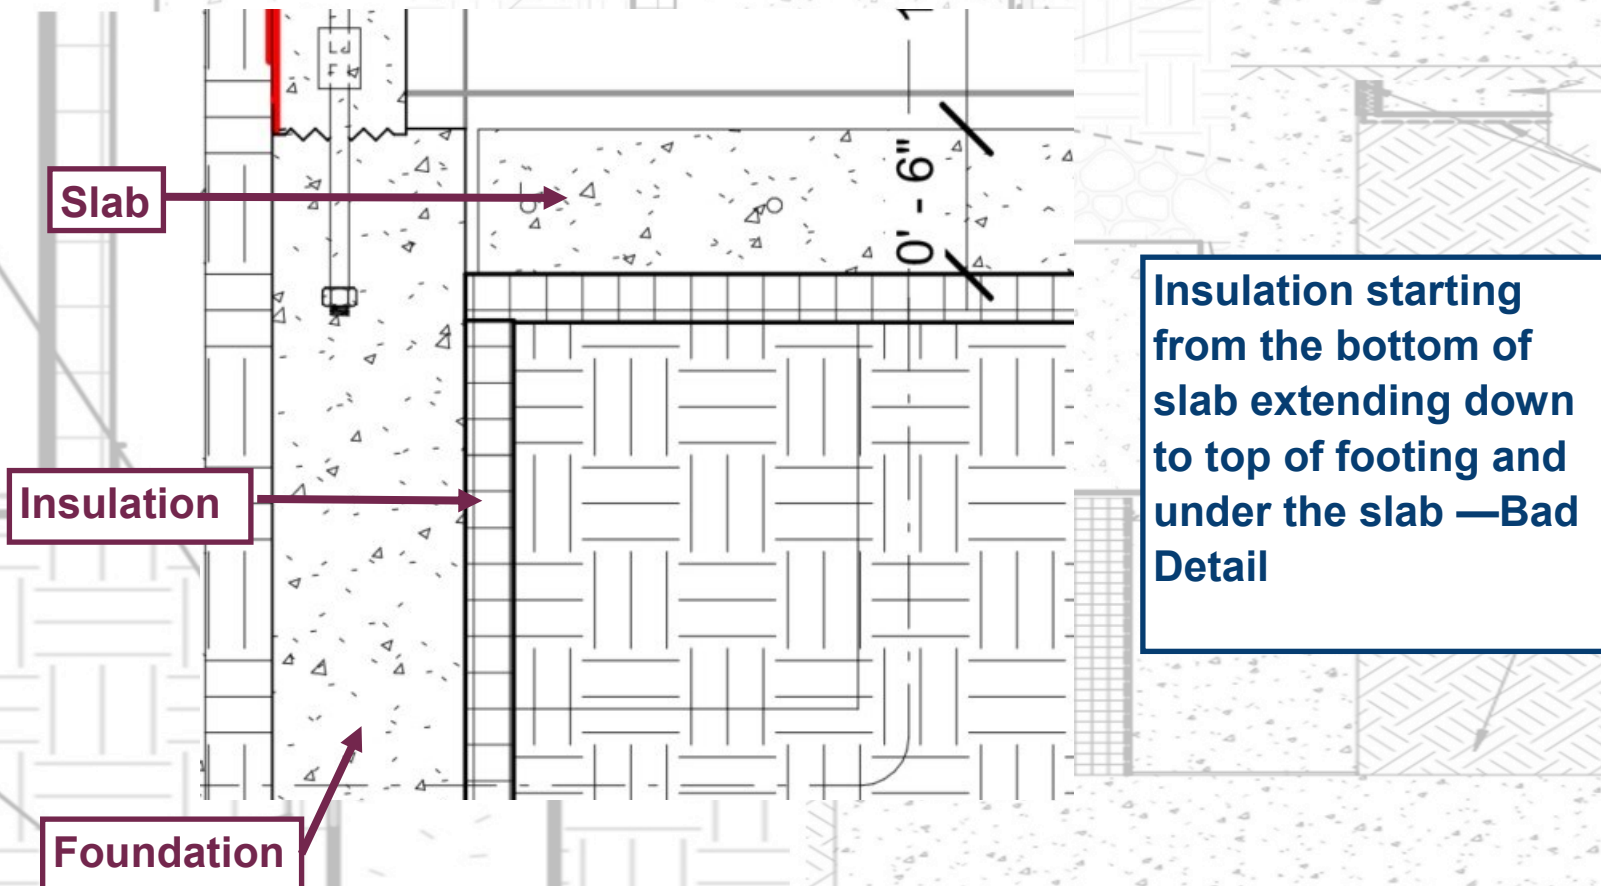 0' - 6"
Slab
Insulation
Foundation
Insulation starting
from the bottom of
slab extending down
to top of footing and
under the slab —Bad
Detail